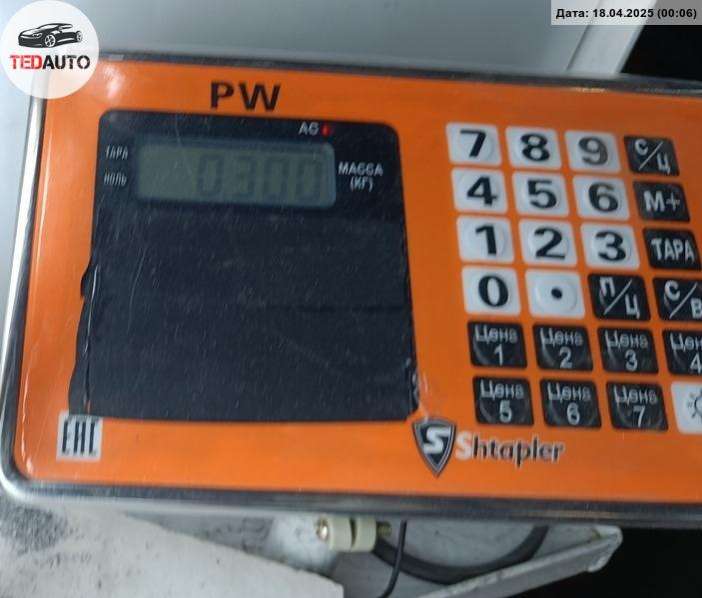 Дата: 18.04.2025 (00:06)
TEDAUTO
PW
AC
ТАРА
НОЛЬ
0.300
МАССА
(КГ)
7 8 9 С/Ц
4 5 6 М+
1 2 3 ТАРА
0 . П/Ц С/В
Цена 1 Цена 2 Цена 3 Цена 4
Цена 5 Цена 6 Цена 7
EAC
S Shtapler